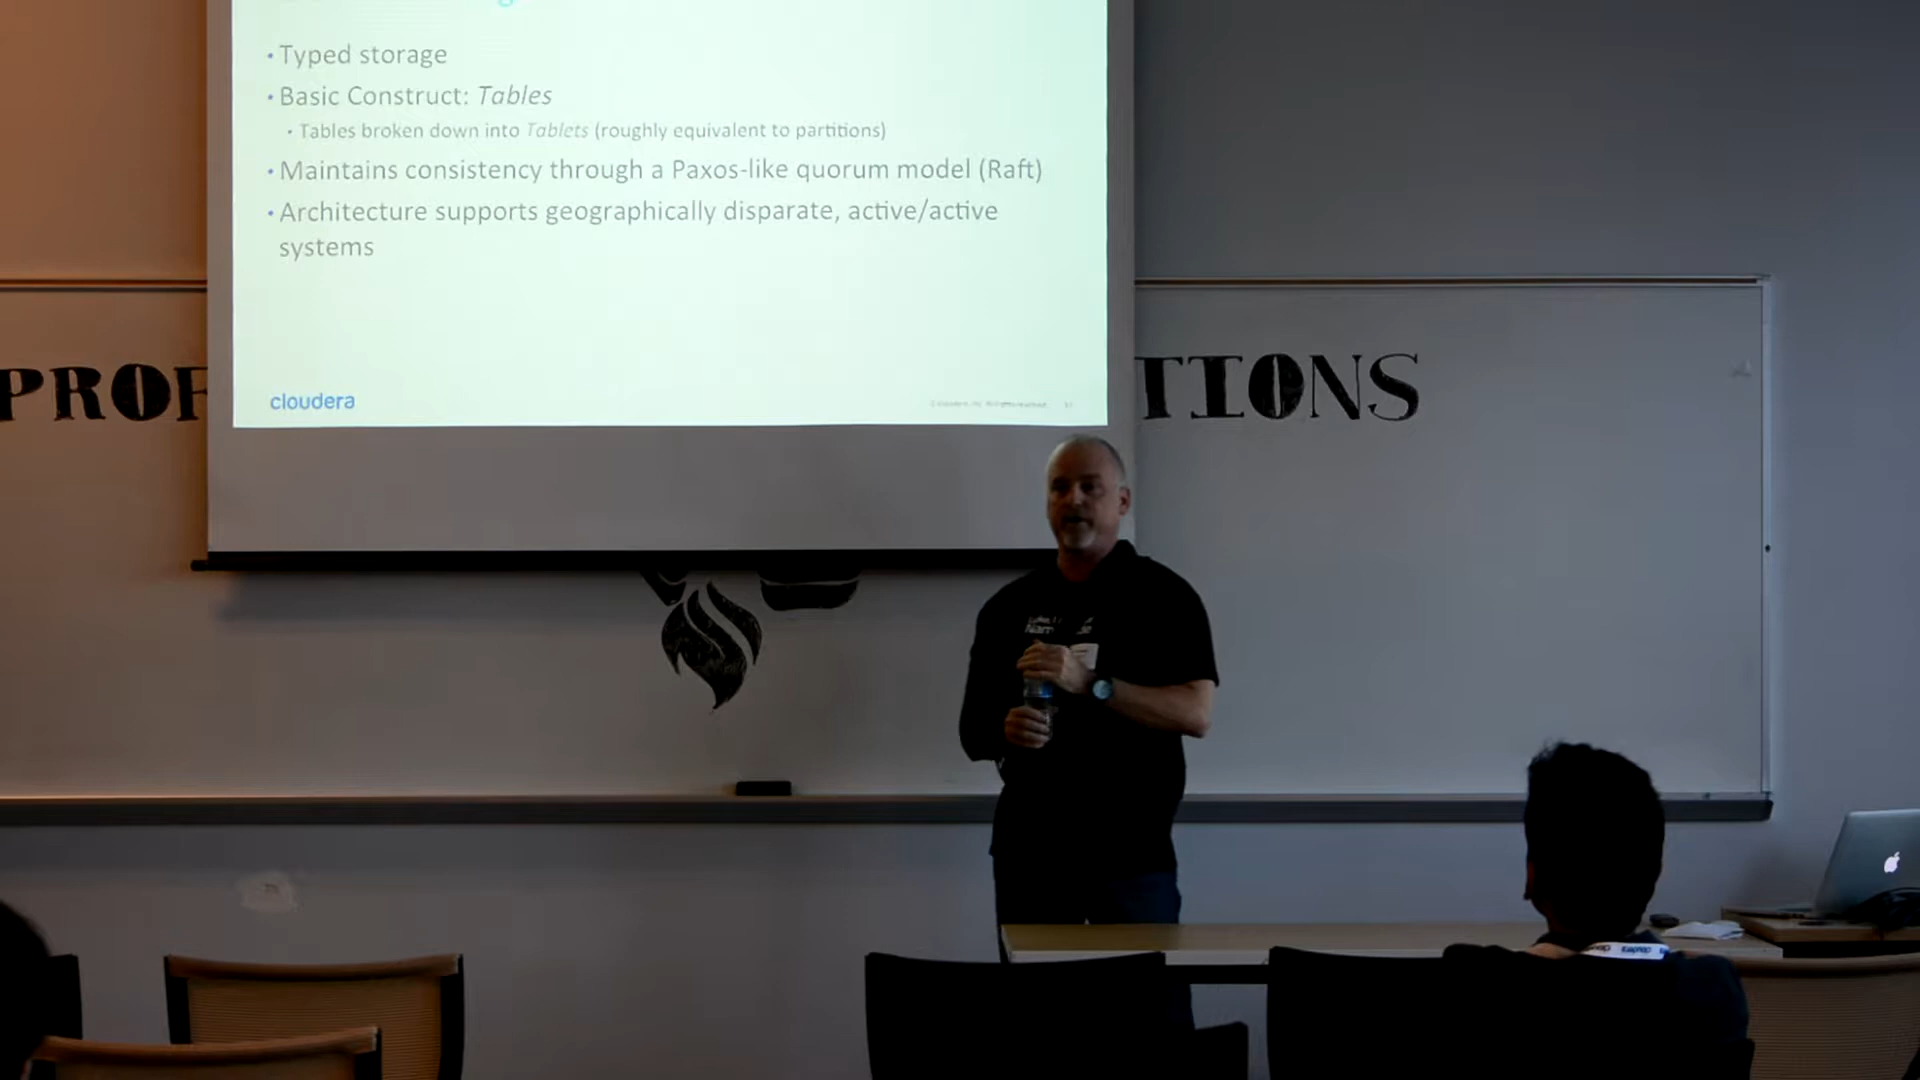 • Typed storage
• Basic Construct: Tables
• Tables broken down into Tablets (roughly equivalent to partitions)
• Maintains consistency through a Paxos-like quorum model (Raft)
• Architecture supports geographically disparate, active/active
systems
cloudera
PROF
TIONS